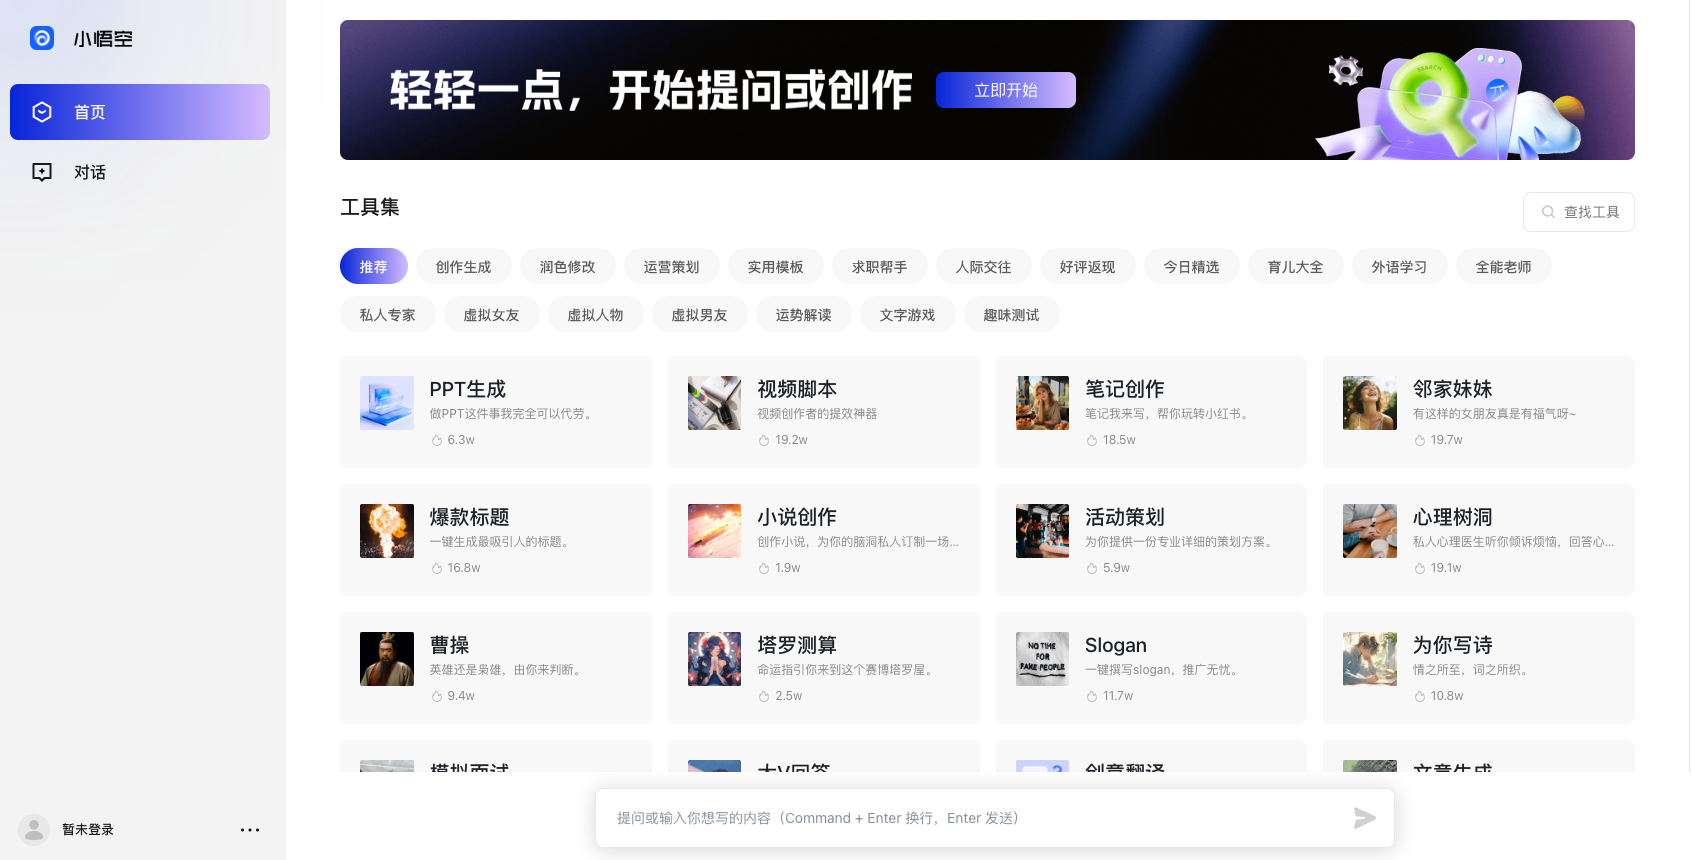 小悟空
首页
对话
轻轻一点，开始提问或创作
立即开始
工具集
查找工具
推荐
创作生成
润色修改
运营策划
实用模板
求职帮手
人际交往
好评返现
今日精选
育儿大全
外语学习
全能老师
私人专家
虚拟女友
虚拟人物
虚拟男友
运势解读
文字游戏
趣味测试
PPT生成
做PPT这件事我完全可以代劳。
6.3w
视频脚本
视频创作者的提效神器
19.2w
笔记创作
笔记我来写，帮你玩转小红书。
18.5w
邻家妹妹
有这样的女朋友真是有福气呀~
19.7w
爆款标题
一键生成最吸引人的标题。
16.8w
小说创作
创作小说，为你的脑洞私人订制一场...
1.9w
活动策划
为你提供一份专业详细的策划方案。
5.9w
心理树洞
私人心理医生听你倾诉烦恼，回答心...
19.1w
曹操
英雄还是枭雄，由你来判断。
9.4w
塔罗测算
命运指引你来到这个赛博塔罗屋。
2.5w
NO TIME
FOR
FAKE PEOPLE
Slogan
一键撰写slogan，推广无忧。
11.7w
为你写诗
情之所至，词之所织。
10.8w
模拟面试
大V回答
创意翻译
文章生成
提问或输入你想写的内容（Command + Enter 换行，Enter 发送）
暂未登录